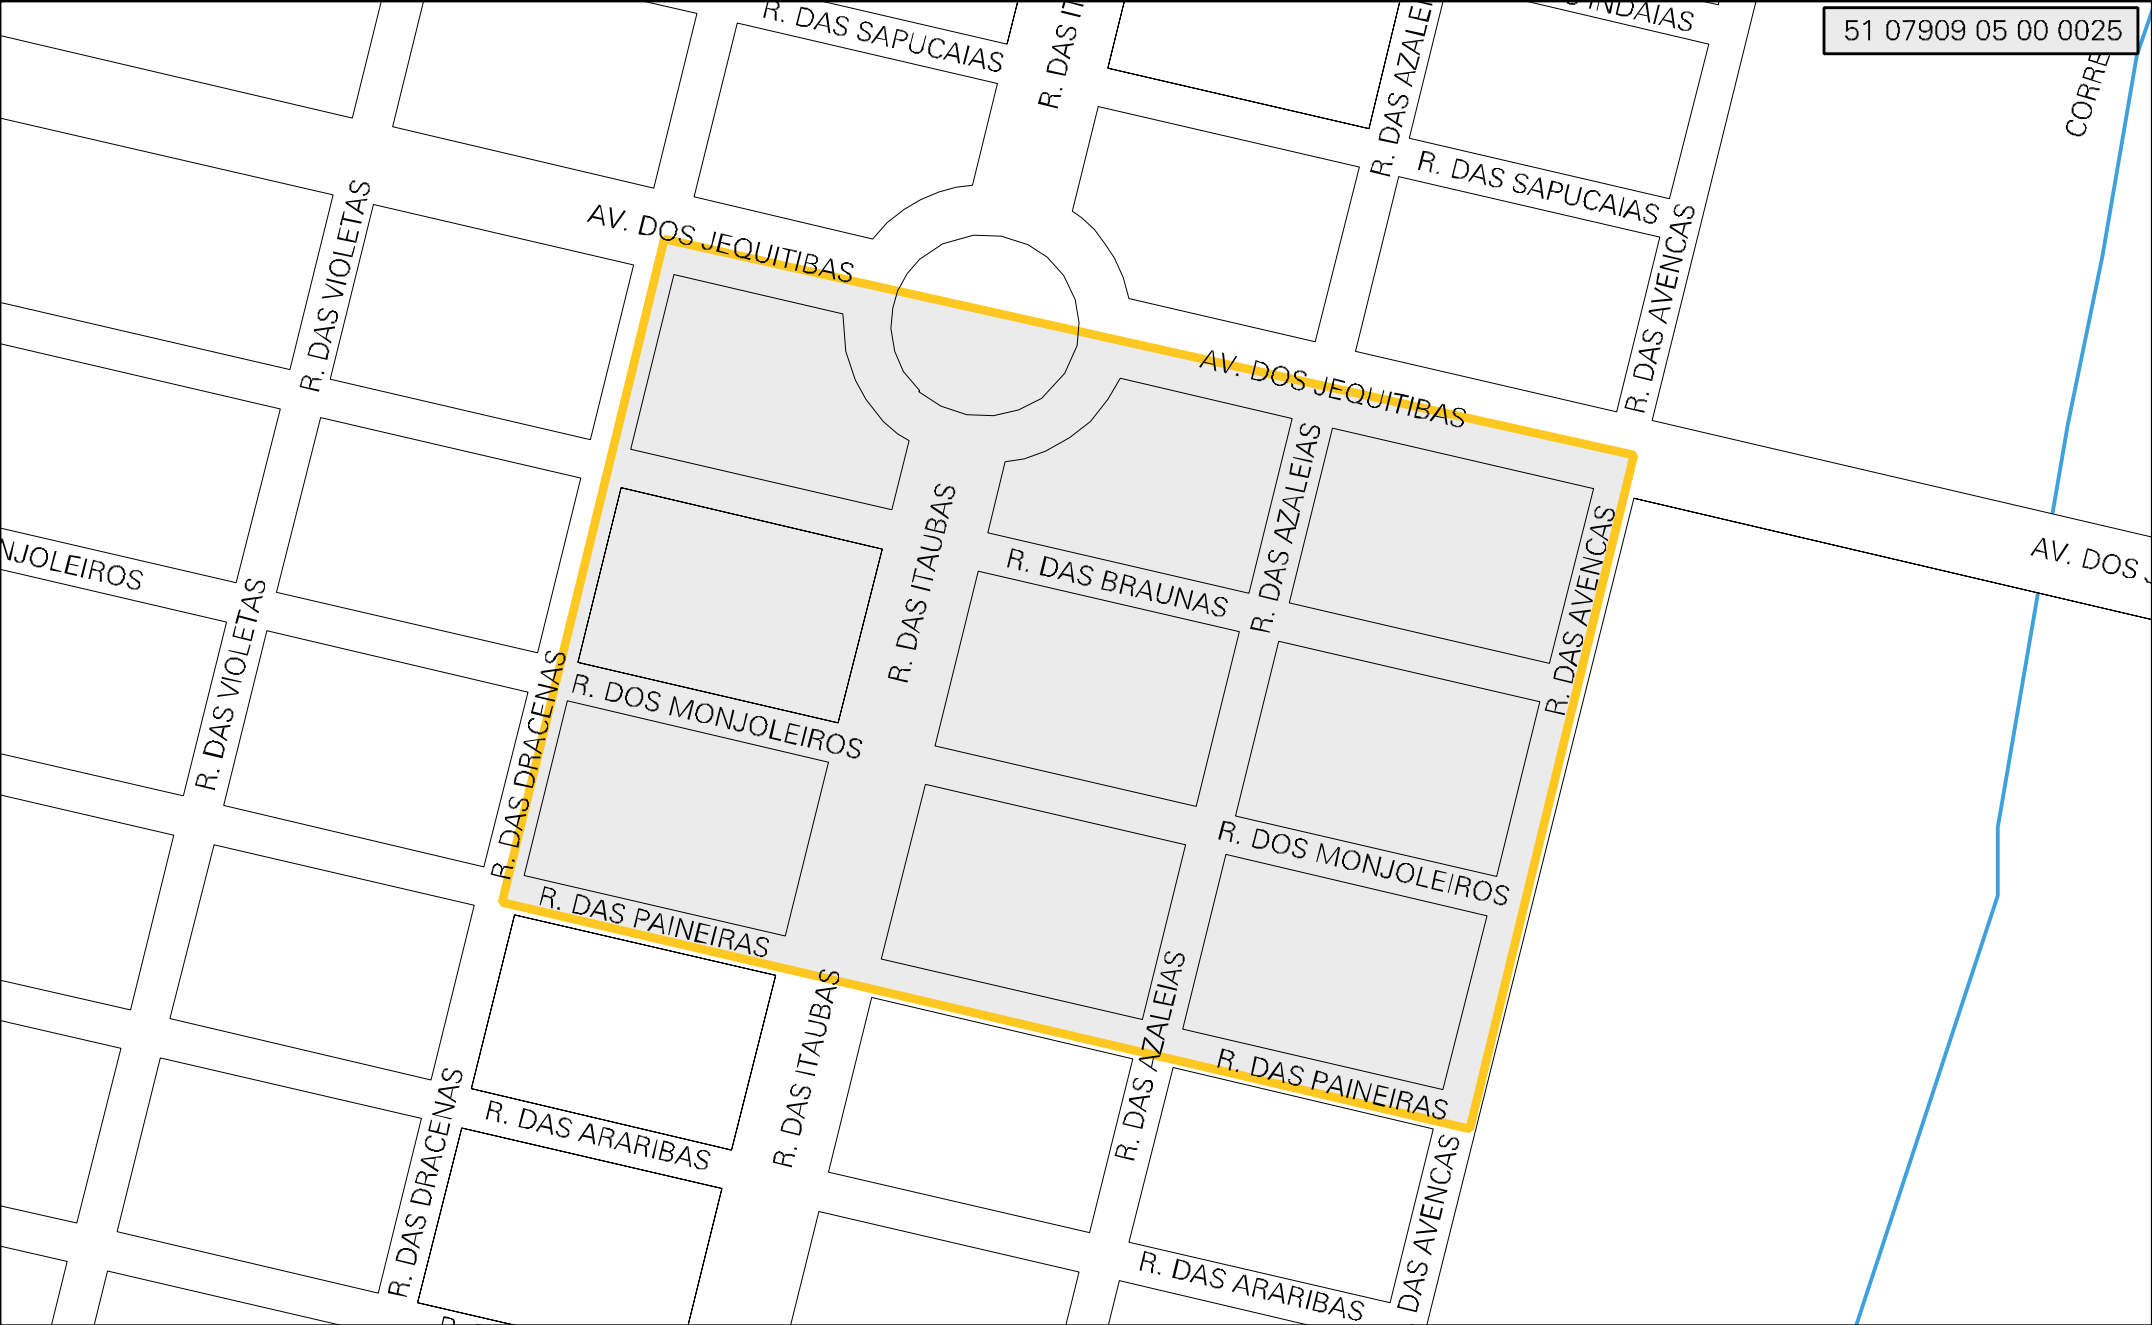 R. DAS SAPUCAIAS
R. DAS
R. DAS
INDAIAS
51 07909 05 00 0025
R. DAS SAPUCAIAS
R. DAS VIOLETAS
AV. DOS JEQUITIBAS
R. DAS AVENCAS
AV. DOS JEQUITIBAS
R. DAS AZALEIAS
R. DAS ITAUBAS
R. DAS BRAUNAS
R. DAS AVENCAS
AV. DOS
R. DAS VIOLETAS
R. DAS DRACENAS
R. DOS MONJOLEIROS
R. DOS MONJOLEIROS
R. DAS PAINEIRAS
R. DAS ITAUBAS
R. DAS AZALEIAS
R. DAS PAINEIRAS
R. DAS DRACENAS
R. DAS ARARIBAS
DAS AVENCAS
R. DAS ARARIBAS